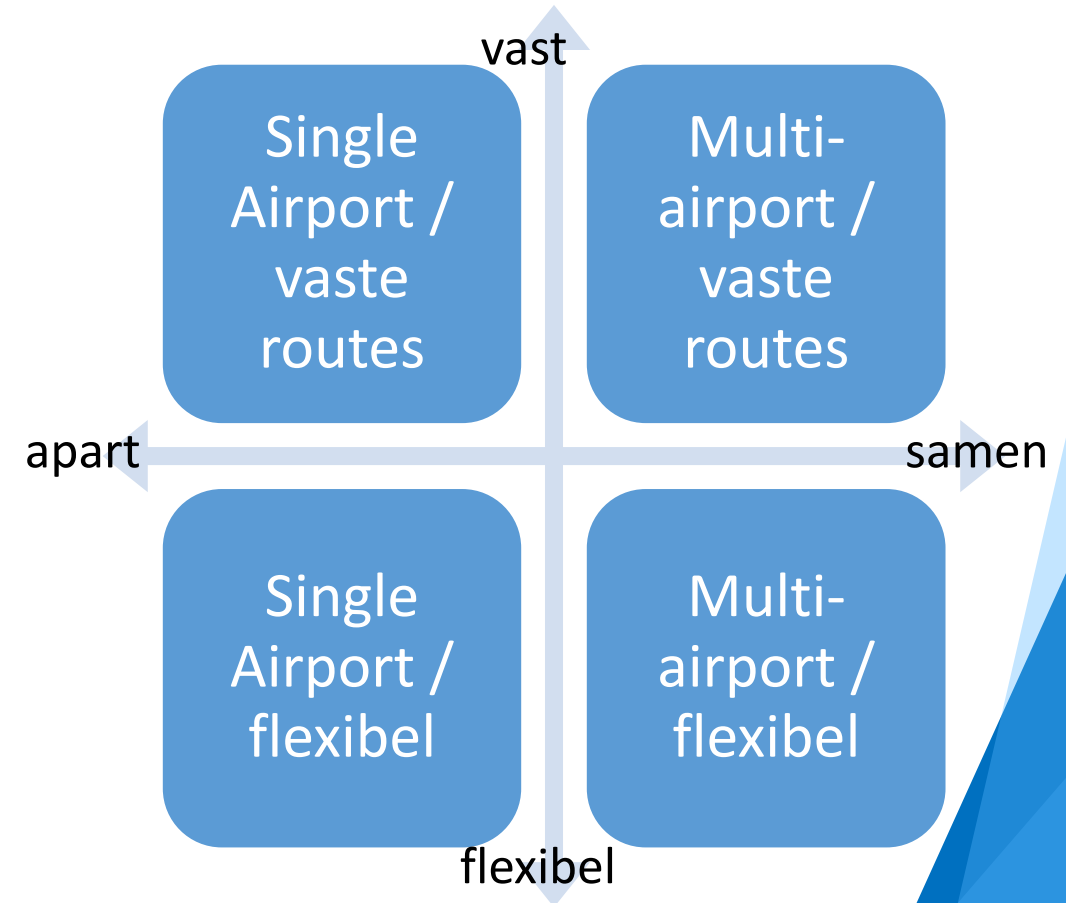 vast
Single
Airport /
vaste
routes
Multi-
airport /
vaste
routes
apart
samen
Single
Airport /
flexibel
Multi-
airport /
flexibel
flexibel